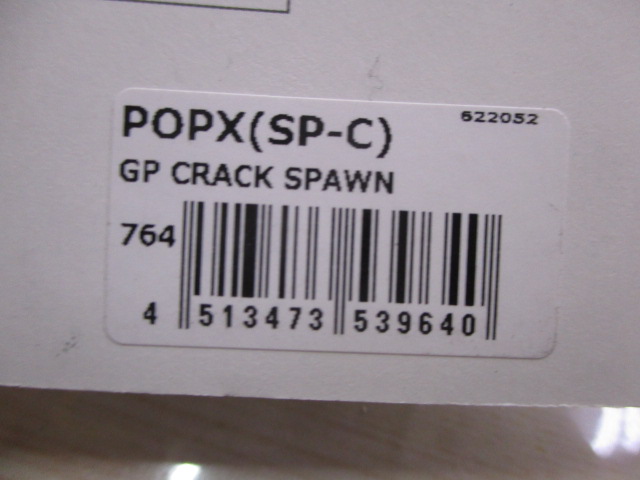 POPX(SP-C) 622052
GP CRACK SPAWN
764
4 513473 539640